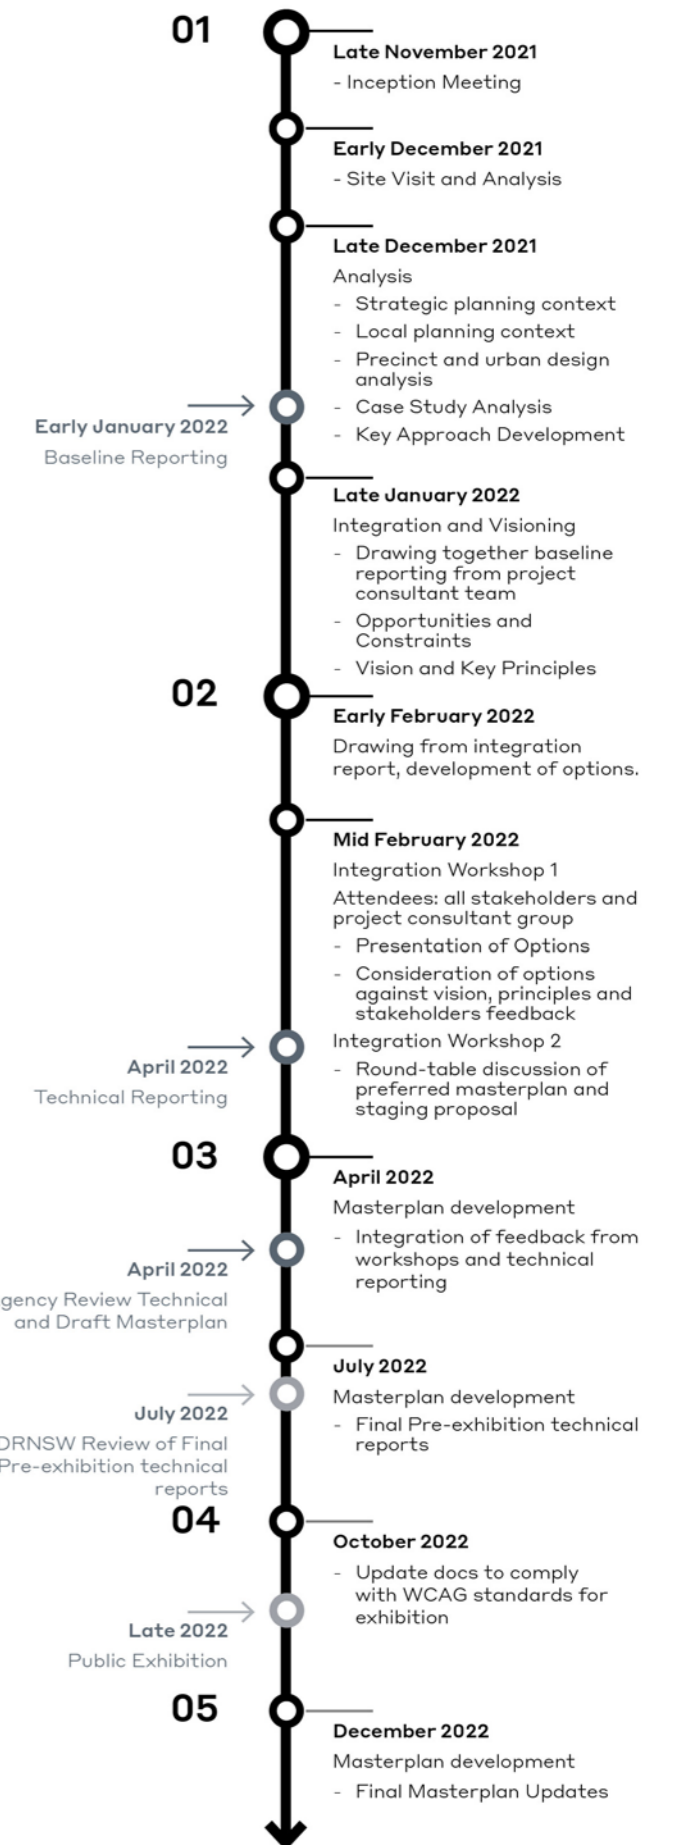 01
Late November 2021
- Inception Meeting
Early December 2021
- Site Visit and Analysis
Late December 2021
Analysis
- Strategic planning context
- Local planning context
- Precinct and urban design
analysis
- Case Study Analysis
- Key Approach Development
Early January 2022
Baseline Reporting
Late January 2022
Integration and Visioning
- Drawing together baseline
reporting from project
consultant team
- Opportunities and
Constraints
- Vision and Key Principles
02
Early February 2022
Drawing from integration
report, development of options.
Mid February 2022
Integration Workshop 1
Attendees: all stakeholders and
project consultant group
- Presentation of Options
- Consideration of options
against vision, principles and
stakeholders feedback
Integration Workshop 2
- Round-table discussion of
preferred masterplan and
staging proposal
April 2022
Technical Reporting
03
April 2022
Masterplan development
- Integration of feedback from
workshops and technical
reporting
April 2022
gency Review Technical
and Draft Masterplan
July 2022
Masterplan development
- Final Pre-exhibition technical
reports
July 2022
Review of Final
Pre-exhibition technical
reports
04
October 2022
- Update docs to comply
with WCAG standards for
exhibition
Late 2022
Public Exhibition
05
December 2022
Masterplan development
- Final Masterplan Updates